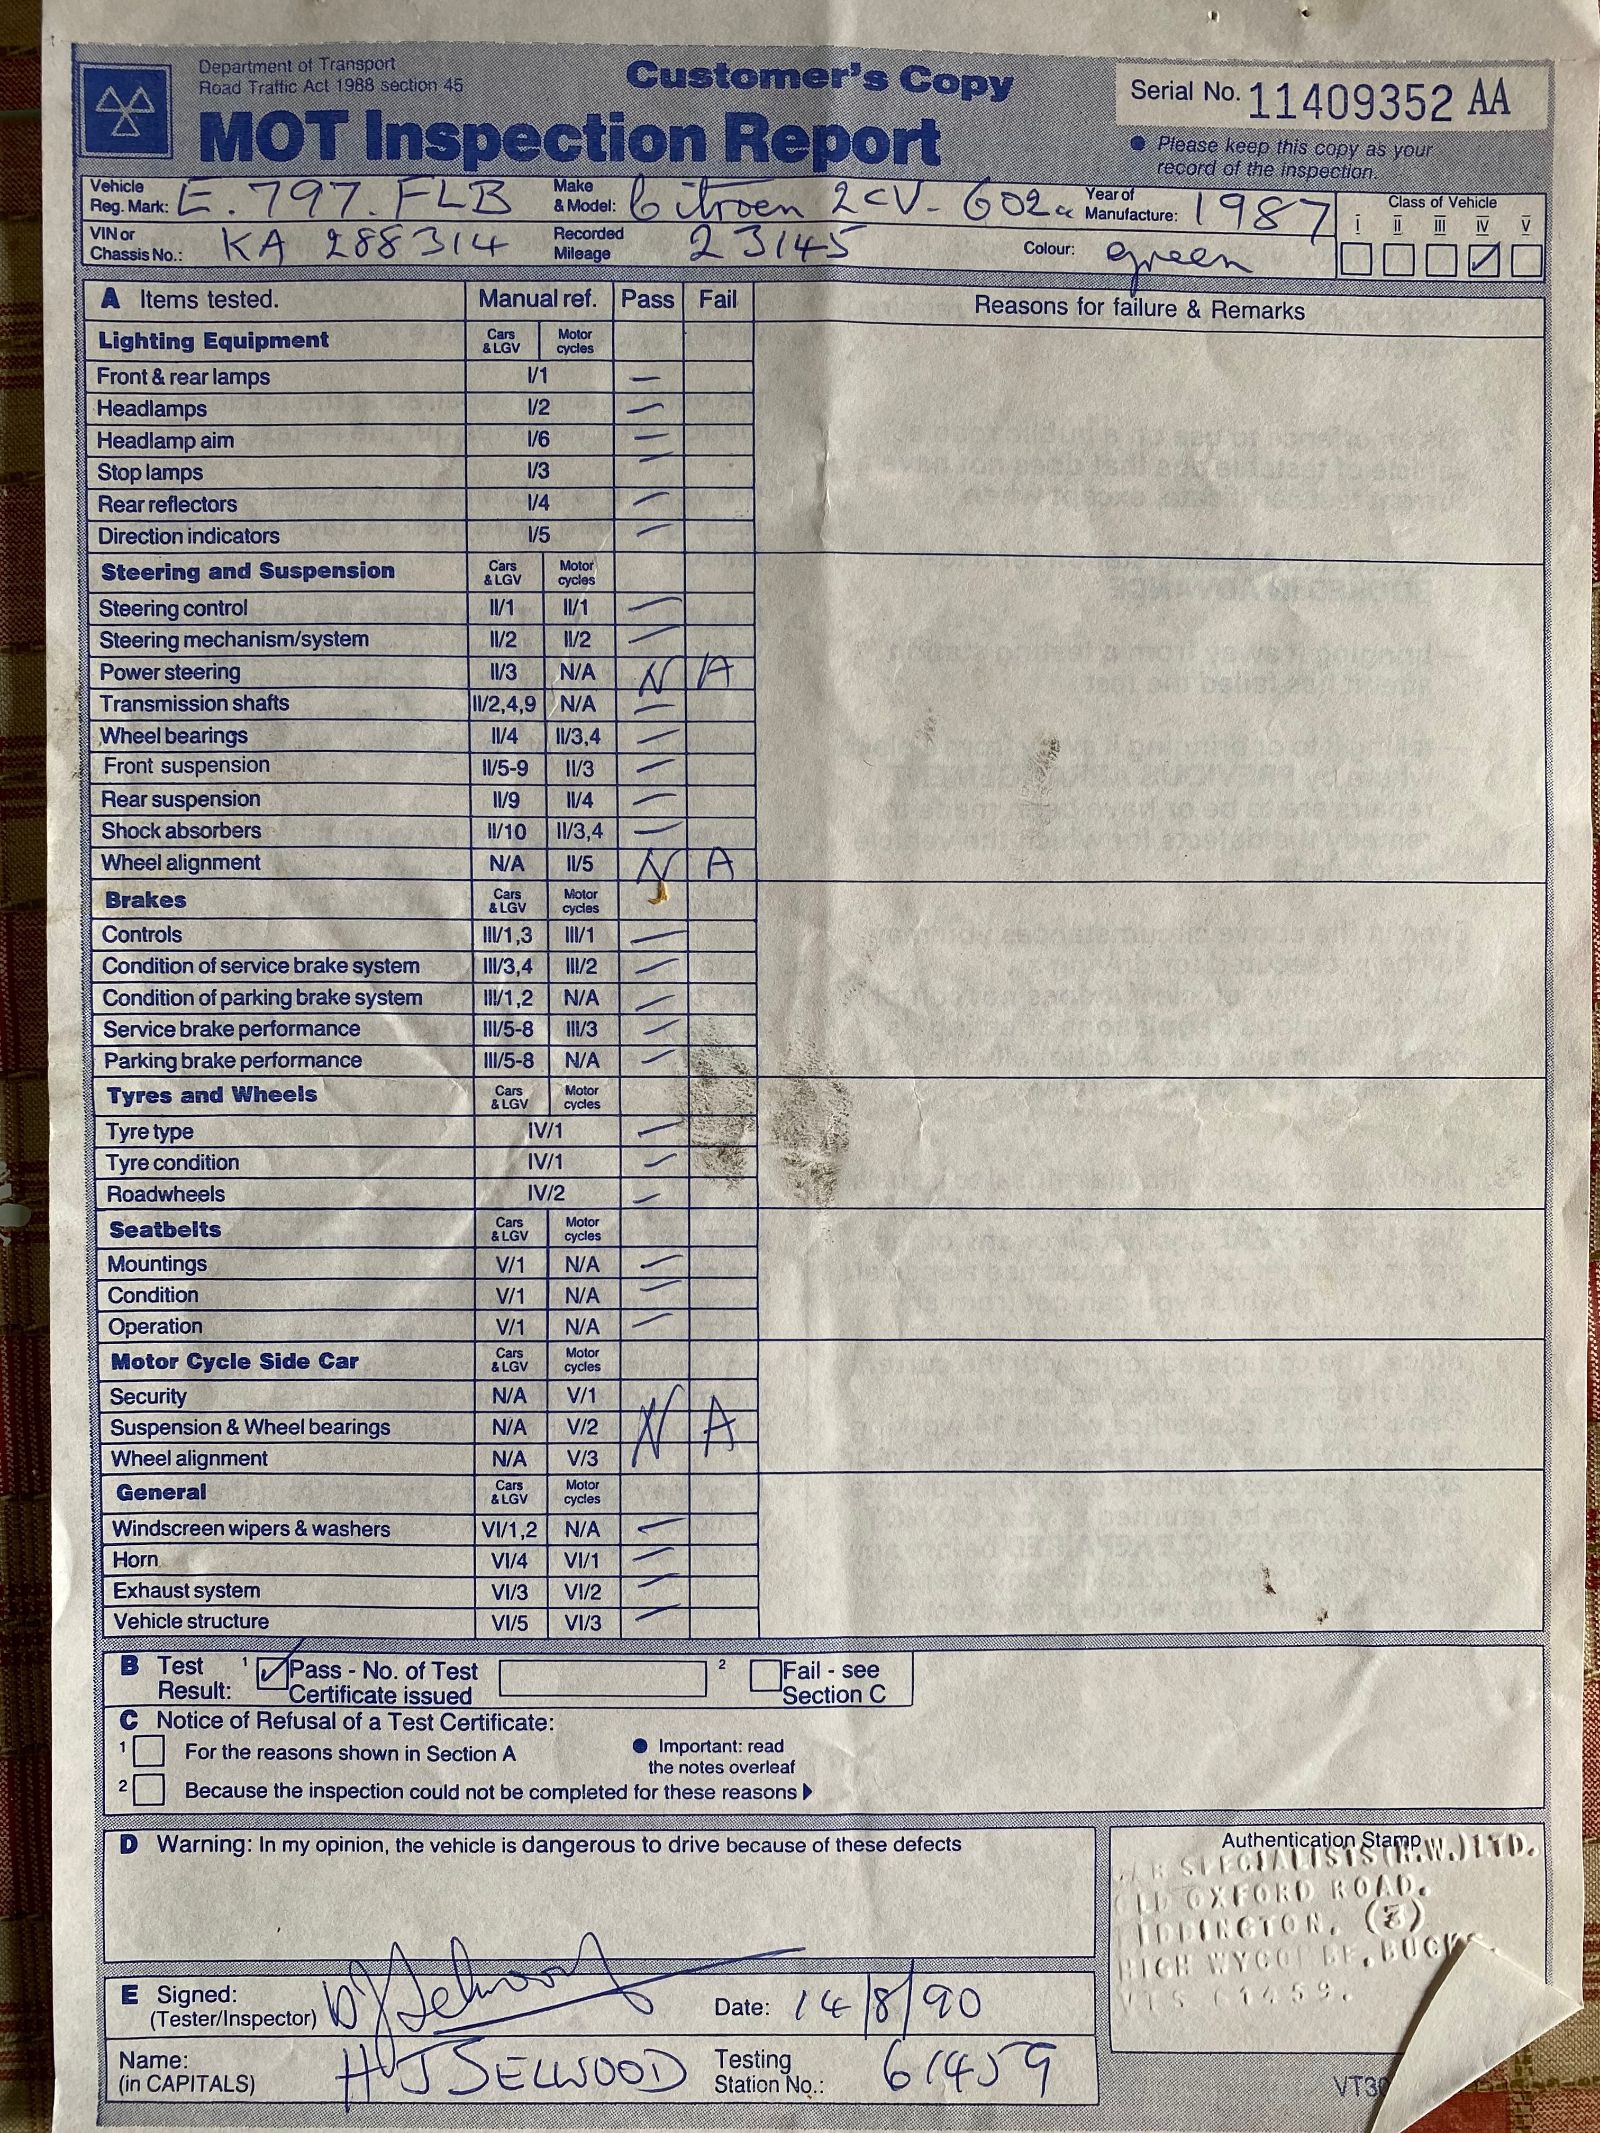 Department of Transport
Road Traffic Act 1988 section 45
Customer's Copy
MOT Inspection Report
Serial No. 11409352 AA
● Please keep this copy as your
record of the inspection.
Vehicle Reg. Mark: E.797.FLB Make & Model: Citroen 2CV-602cc Year of Manufacture: 1987
VIN or Chassis No.: KA 288314 Recorded Mileage 23145 Colour: green
Class of Vehicle
I II III IV V
A Items tested. Manual ref. Pass Fail Reasons for failure & Remarks
Lighting Equipment Cars & LGV Motor cycles
Front & rear lamps I/1 —
Headlamps I/2 —
Headlamp aim I/6 —
Stop lamps I/3 —
Rear reflectors I/4 —
Direction indicators I/5 —
Steering and Suspension Cars & LGV Motor cycles
Steering control II/1 II/1 —
Steering mechanism/system II/2 II/2 —
Power steering II/3 N/A N A
Transmission shafts II/2,4,9 N/A —
Wheel bearings II/4 II/3,4 —
Front suspension II/5-9 II/3 —
Rear suspension II/9 II/4 —
Shock absorbers II/10 II/3,4 —
Wheel alignment N/A II/5 N A
Brakes Cars & LGV Motor cycles
Controls III/1,3 III/1 —
Condition of service brake system III/3,4 III/2 —
Condition of parking brake system III/1,2 N/A —
Service brake performance III/5-8 III/3 —
Parking brake performance III/5-8 N/A —
Tyres and Wheels Cars & LGV Motor cycles
Tyre type IV/1 —
Tyre condition IV/1 —
Roadwheels IV/2 —
Seatbelts Cars & LGV Motor cycles
Mountings V/1 N/A —
Condition V/1 N/A —
Operation V/1 N/A —
Motor Cycle Side Car Cars & LGV Motor cycles
Security N/A V/1
Suspension & Wheel bearings N/A V/2 N A
Wheel alignment N/A V/3
General Cars & LGV Motor cycles
Windscreen wipers & washers VI/1,2 N/A —
Horn VI/4 VI/1 —
Exhaust system VI/3 VI/2 —
Vehicle structure VI/5 VI/3 —
B Test Result: 1 ✓ Pass - No. of Test Certificate issued 2 Fail - see Section C
C Notice of Refusal of a Test Certificate:
1 For the reasons shown in Section A
● Important: read
the notes overleaf
2 Because the inspection could not be completed for these reasons
D Warning: In my opinion, the vehicle is dangerous to drive because of these defects
Authentication Stamp
SPECIALISTS (H.W.) LTD.
OLD OXFORD ROAD.
(3)
HIGH WYCOMBE, BUCKS.
VTS 61459.
E Signed: (Tester/Inspector) HJSelwood Date: 14/8/90
Name: (in CAPITALS) HJSELWOOD Testing Station No.: 61459
VT30